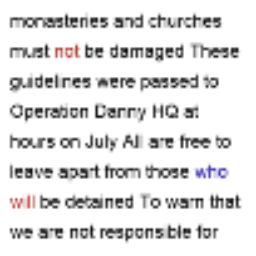 monasteries and churches
must not be damaged These
guidelines were passed to
Operation Danny HQ at
hours on July All are free to
leave apart from those who
will be detained To warn that
we are not responsible for